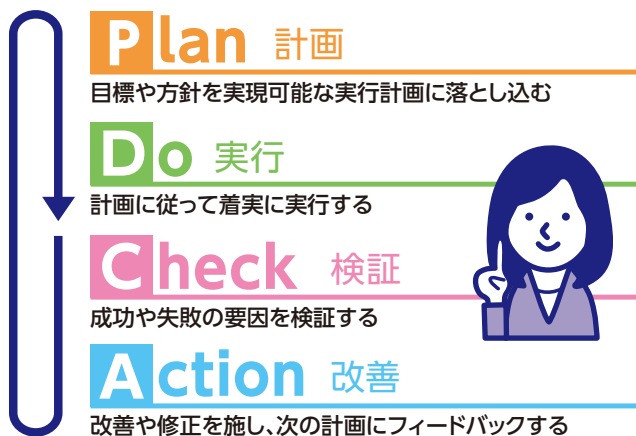 Plan 計画
目標や方針を実現可能な実行計画に落とし込む
Do 実行
計画に従って着実に実行する
Check 検証
成功や失敗の要因を検証する
Action 改善
改善や修正を施し、次の計画にフィードバックする